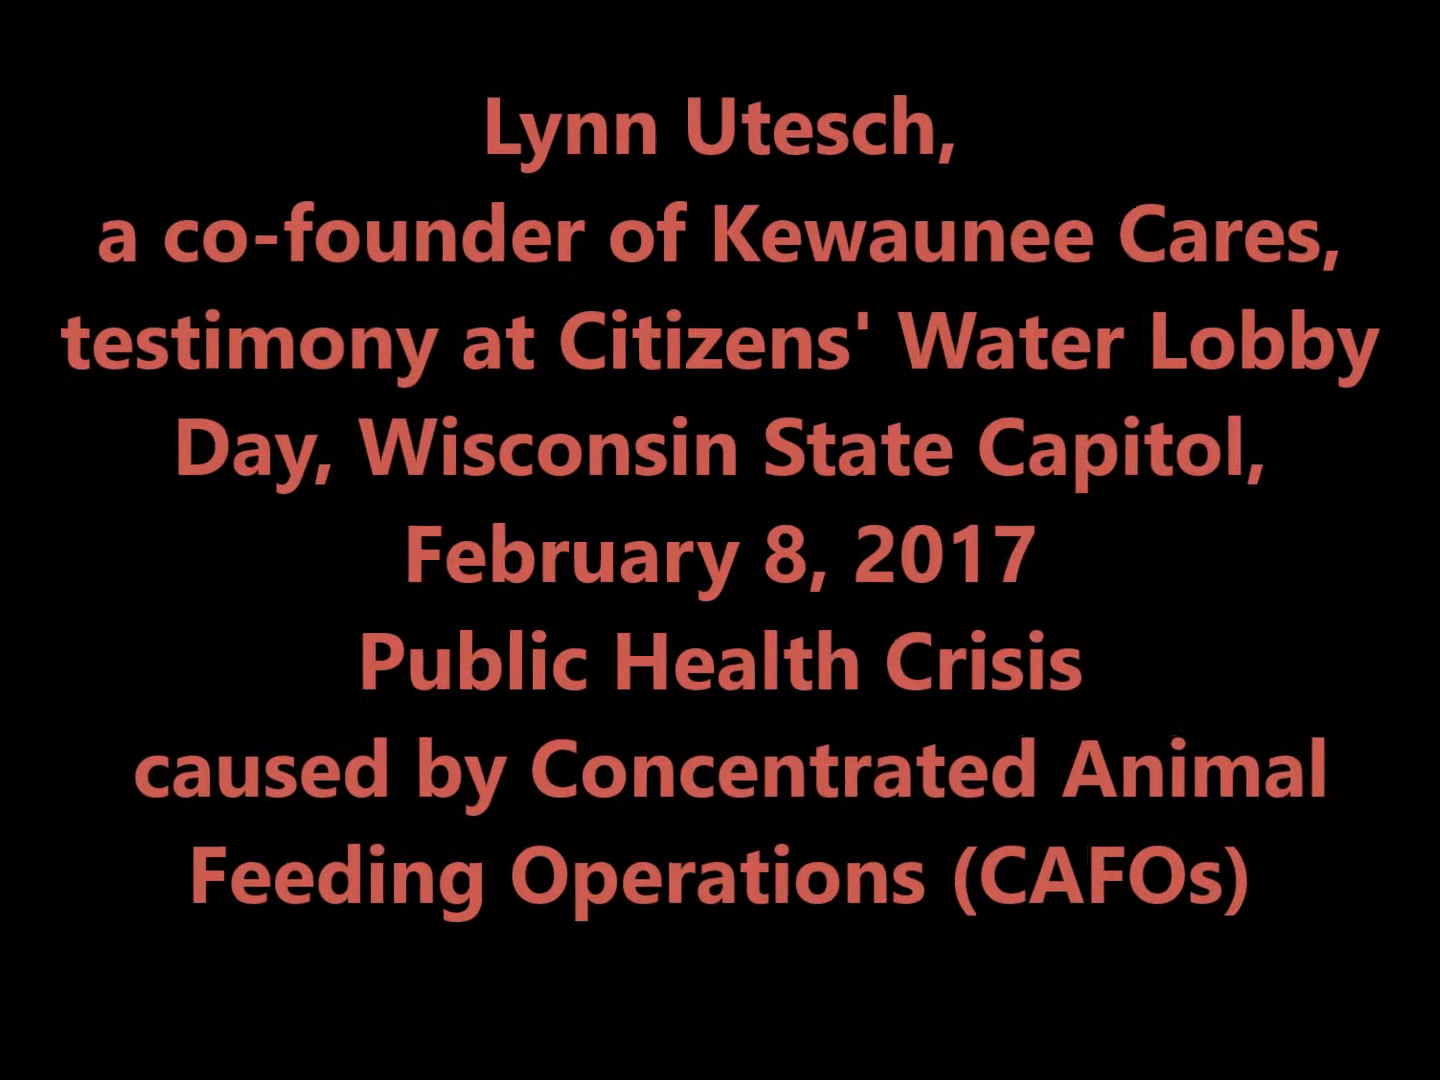 Lynn Utesch,
a co-founder of Kewaunee Cares,
testimony at Citizens' Water Lobby
Day, Wisconsin State Capitol,
February 8, 2017
Public Health Crisis
caused by Concentrated Animal
Feeding Operations (CAFOs)